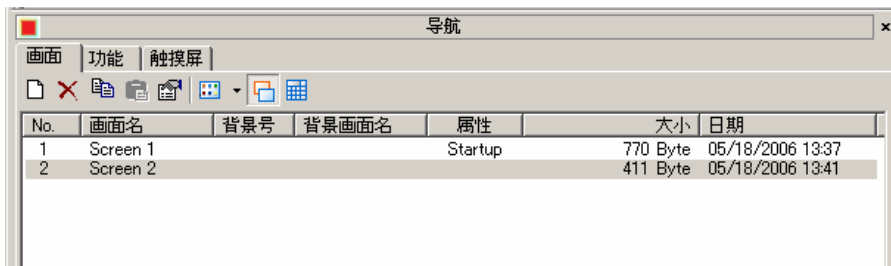 导航
画面 功能 触摸屏
No. 画面名 背景号 背景画面名 属性 大小 日期
1 Screen 1 Startup 770 Byte 05/18/2006 13:37
2 Screen 2 411 Byte 05/18/2006 13:41